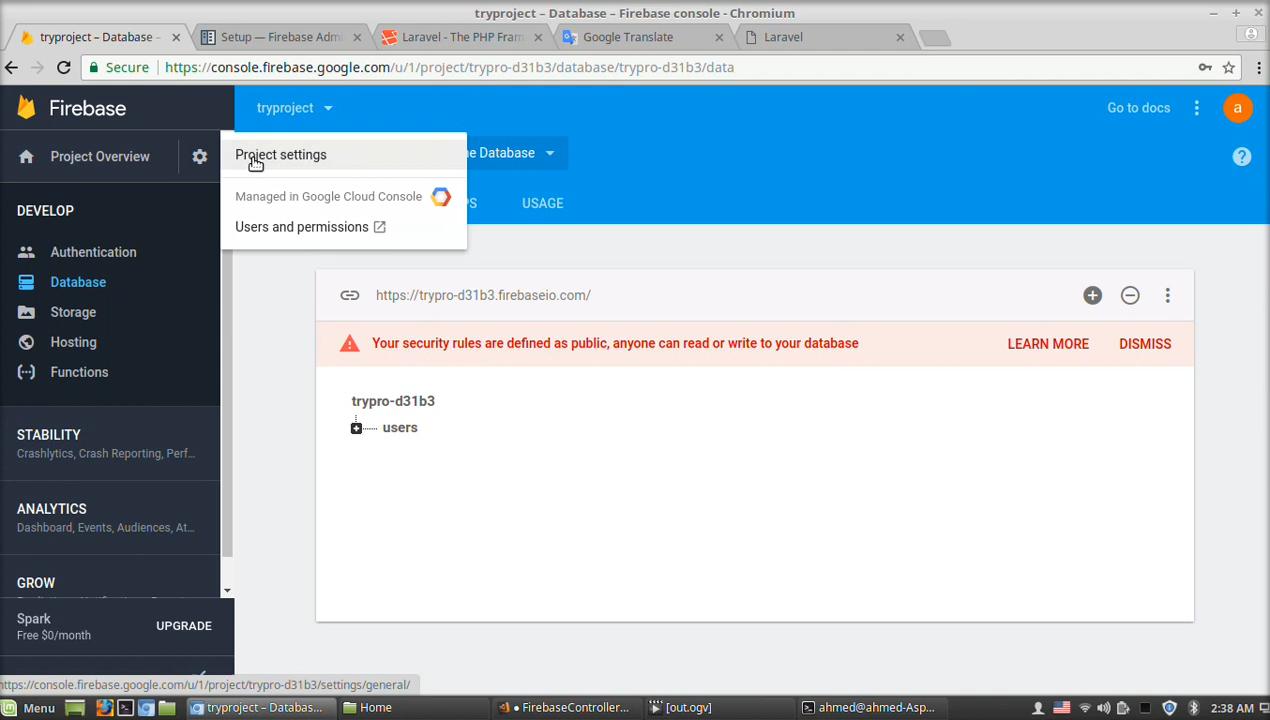 tryproject – Database – Firebase console - Chromium
tryproject – Database –
Setup — Firebase Admi
Laravel - The PHP Fram
Google Translate
Laravel
Secure
https://console.firebase.google.com/u/1/project/trypro-d31b3/database/trypro-d31b3/data
Firebase
tryproject
Go to docs
a
Project Overview
Project settings
ne Database
?
Managed in Google Cloud Console
PS
USAGE
Users and permissions
DEVELOP
Authentication
Database
Storage
Hosting
Functions
https://trypro-d31b3.firebaseio.com/
Your security rules are defined as public, anyone can read or write to your database
LEARN MORE
DISMISS
trypro-d31b3
users
STABILITY
Crashlytics, Crash Reporting, Perf...
ANALYTICS
Dashboard, Events, Audiences, At...
GROW
Spark
Free $0/month
UPGRADE
https://console.firebase.google.com/u/1/project/trypro-d31b3/settings/general/
Menu
tryproject – Databas...
Home
• FirebaseController...
[out.ogv]
ahmed@ahmed-Asp...
2:38 AM